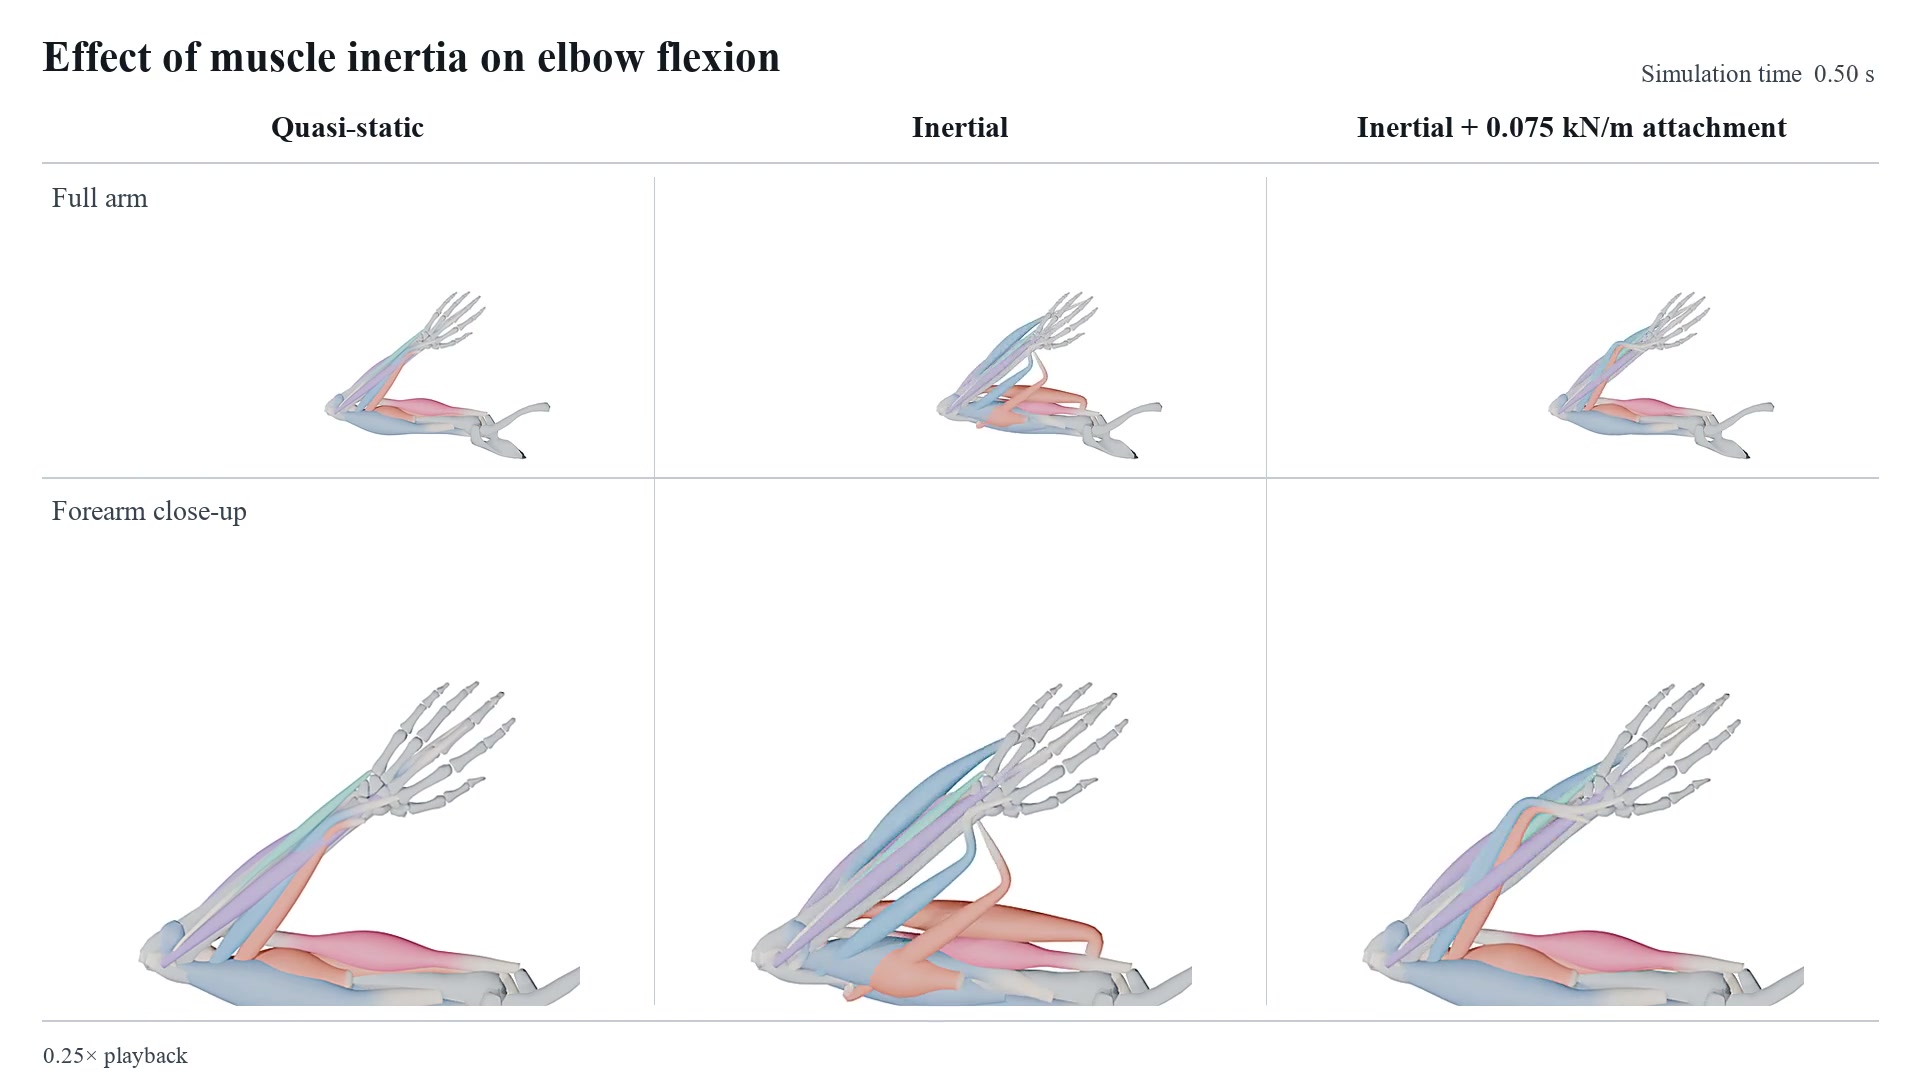 Effect of muscle inertia on elbow flexion
Simulation time 0.50 s
Quasi-static
Inertial
Inertial + 0.075 kN/m attachment
Full arm
Forearm close-up
0.25× playback